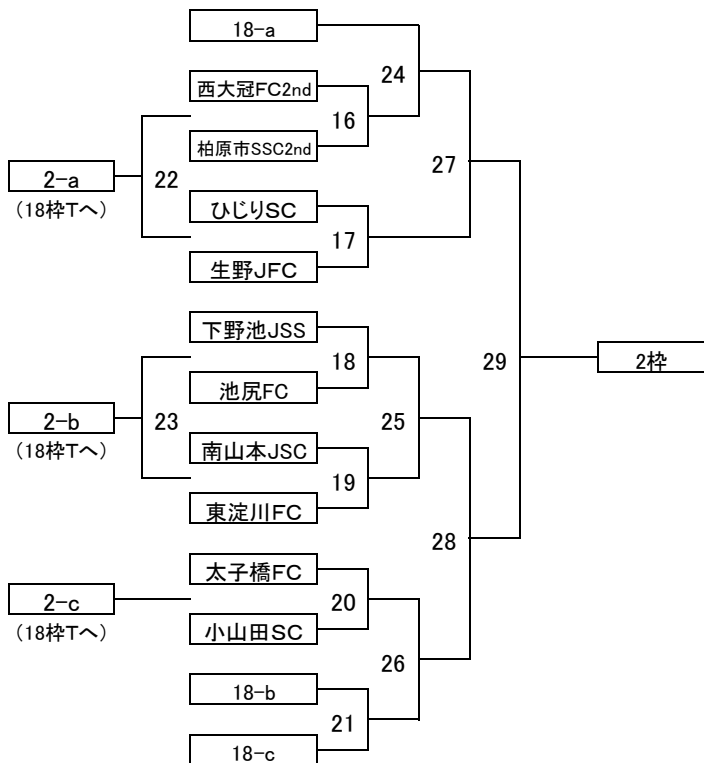 18-a
24
西大冠FC2nd
16
柏原市SSC2nd
27
2-a
22
(18枠Tへ)
ひじりSC
17
生野JFC
下野池JSS
18
29
2枠
池尻FC
2-b
23
25
(18枠Tへ)
南山本JSC
19
東淀川FC
28
太子橋FC
2-c
20
(18枠Tへ)
小山田SC
26
18-b
21
18-c